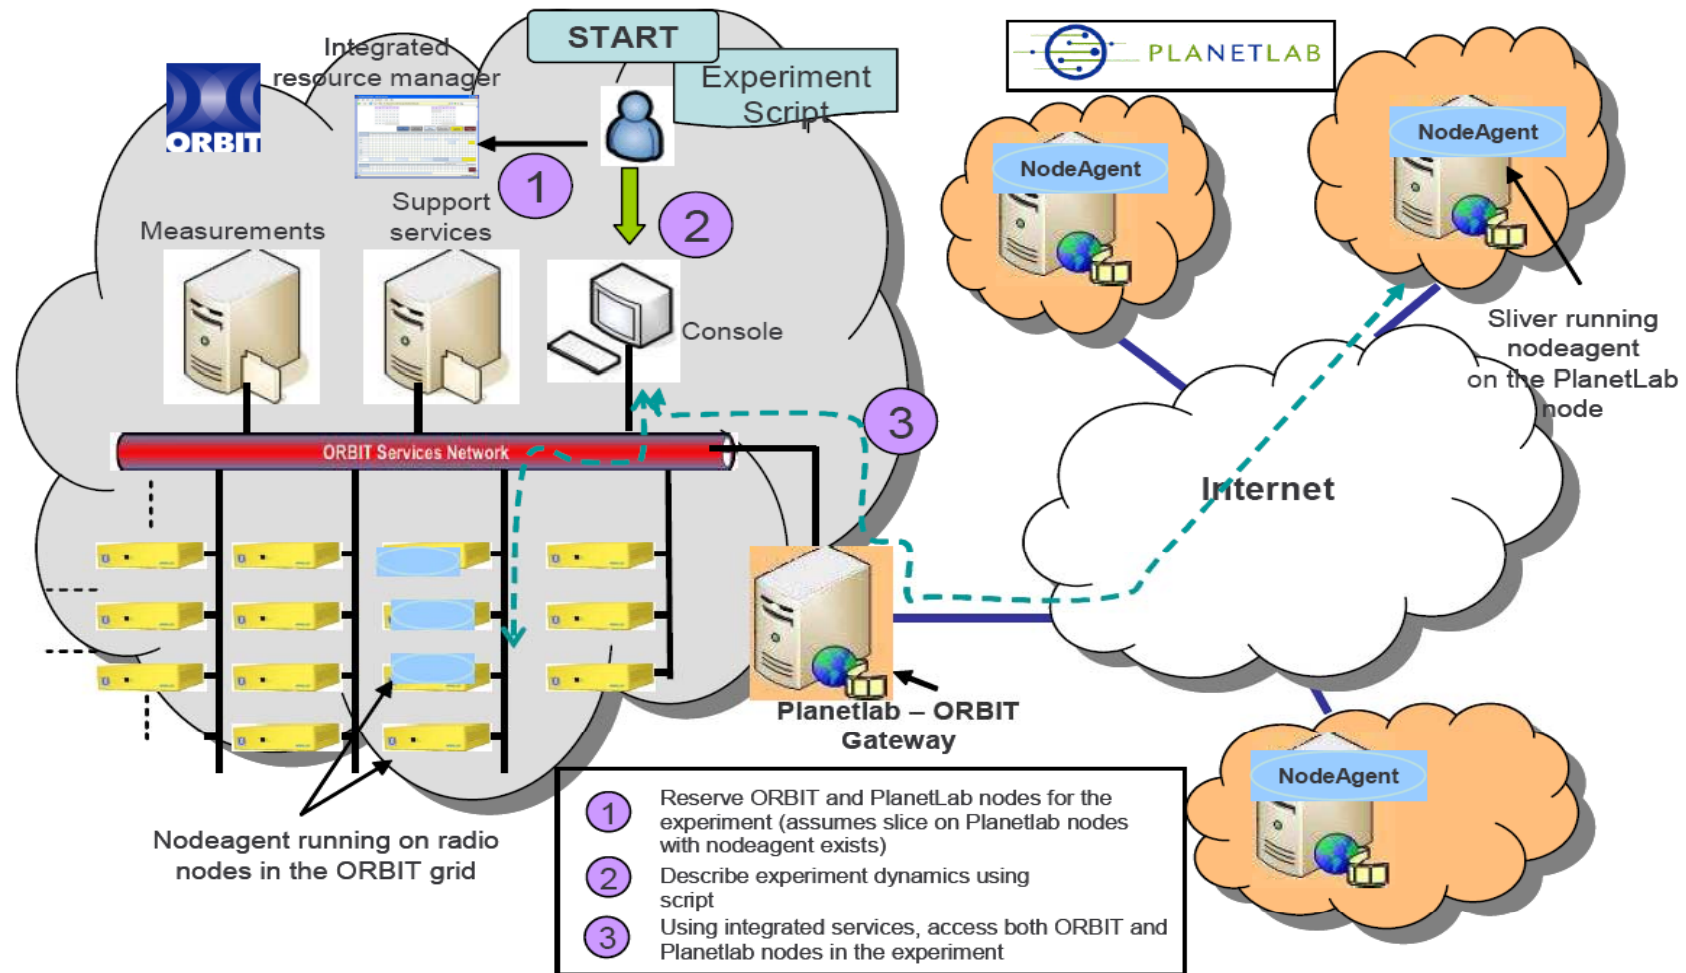 START
Experiment
Script
Integrated
resource manager
ORBIT
1
2
Support
services
Measurements
Console
3
ORBIT Services Network
PLANETLAB
NodeAgent
NodeAgent
Sliver running
nodeagent
on the PlanetLab
node
Internet
Planetlab – ORBIT
Gateway
NodeAgent
Nodeagent running on radio
nodes in the ORBIT grid
1 Reserve ORBIT and PlanetLab nodes for the
experiment (assumes slice on Planetlab nodes
with nodeagent exists)
2 Describe experiment dynamics using
script
3 Using integrated services, access both ORBIT and
Planetlab nodes in the experiment